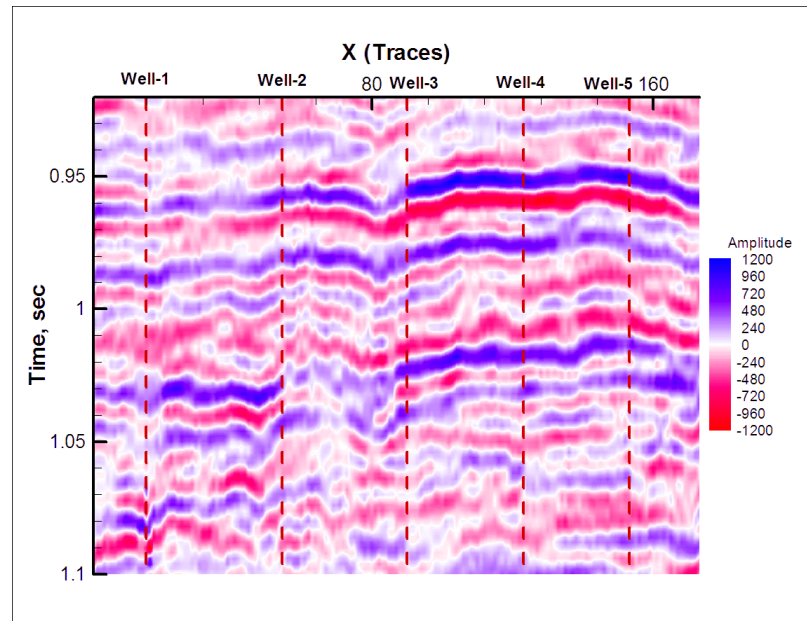 X (Traces)
Well-1
Well-2
80
Well-3
Well-4
Well-5
160
Time, sec
0.95
1
1.05
1.1
Amplitude
1200
960
720
480
240
0
-240
-480
-720
-960
-1200